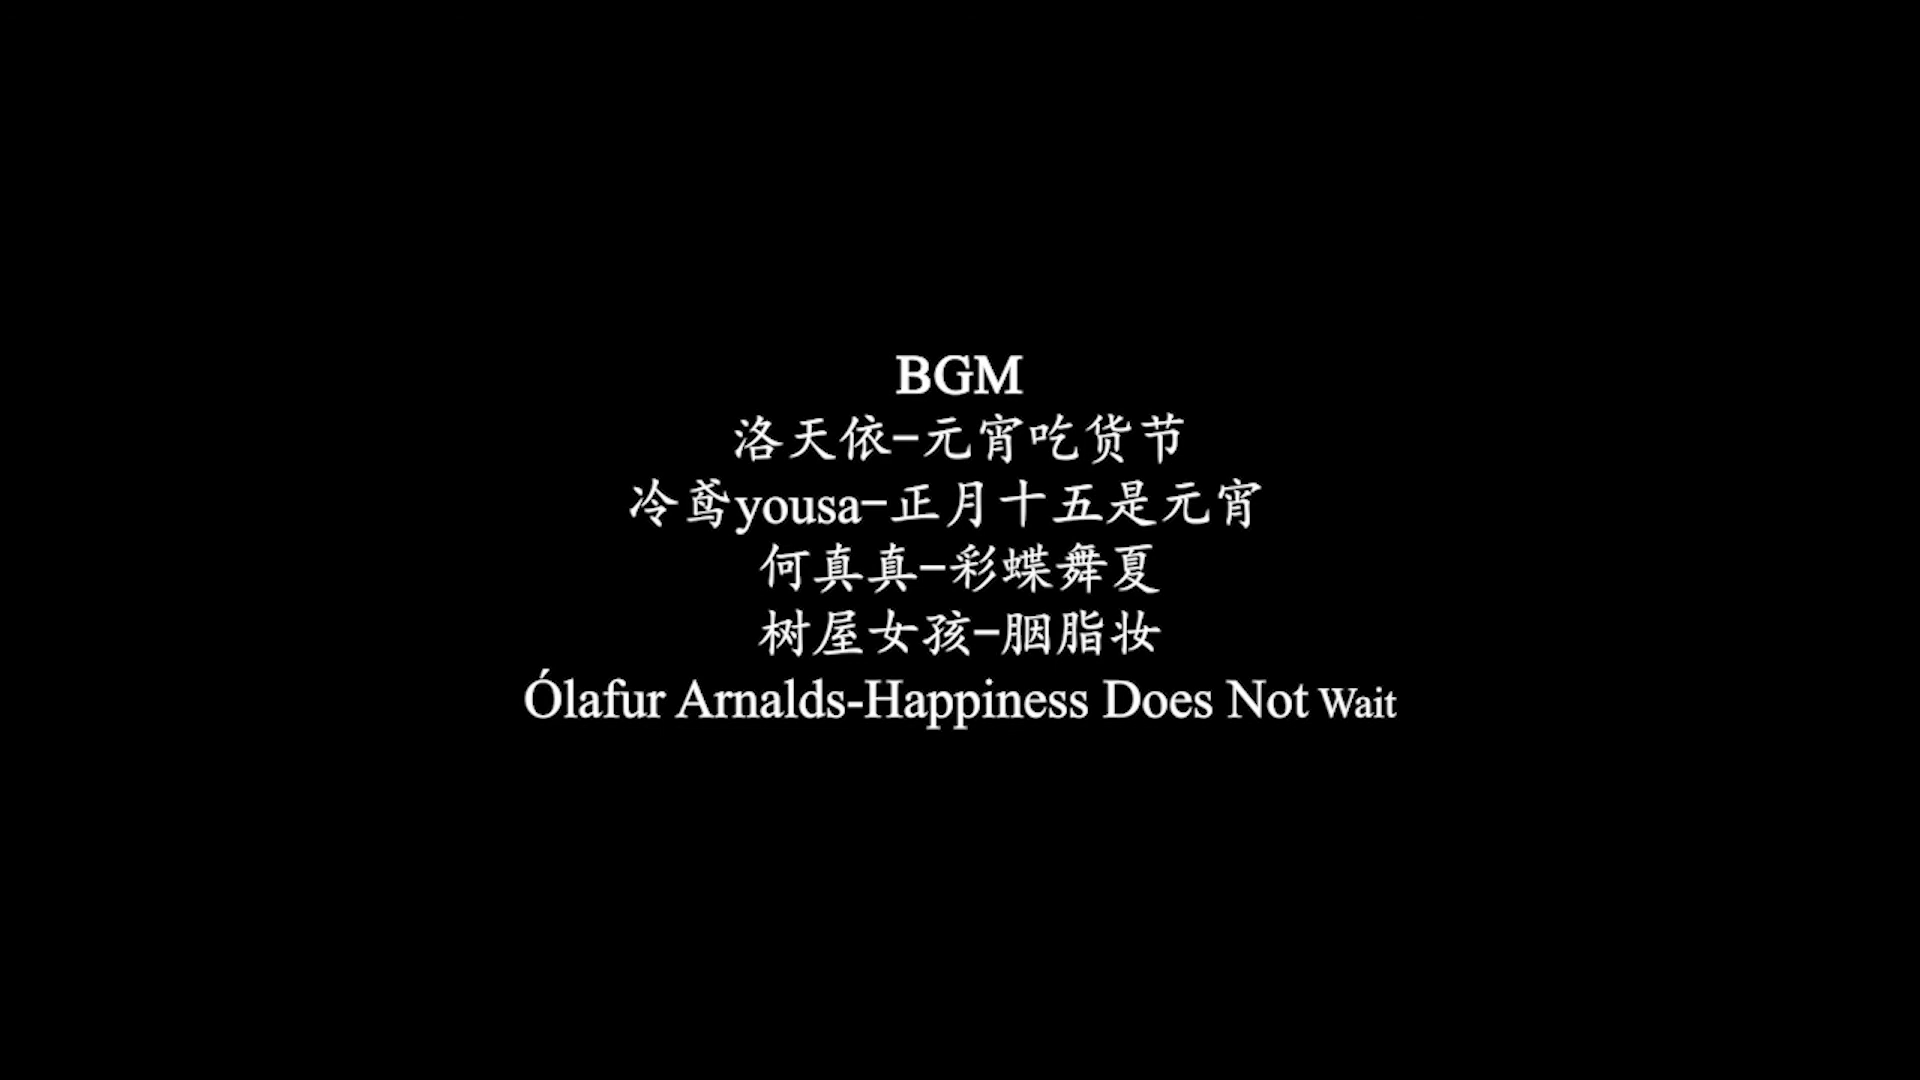 BGM
洛天依-元宵吃货节
冷鸢yousa-正月十五是元宵
何真真-彩蝶舞夏
树屋女孩-胭脂妆
Ólafur Arnalds-Happiness Does Not Wait